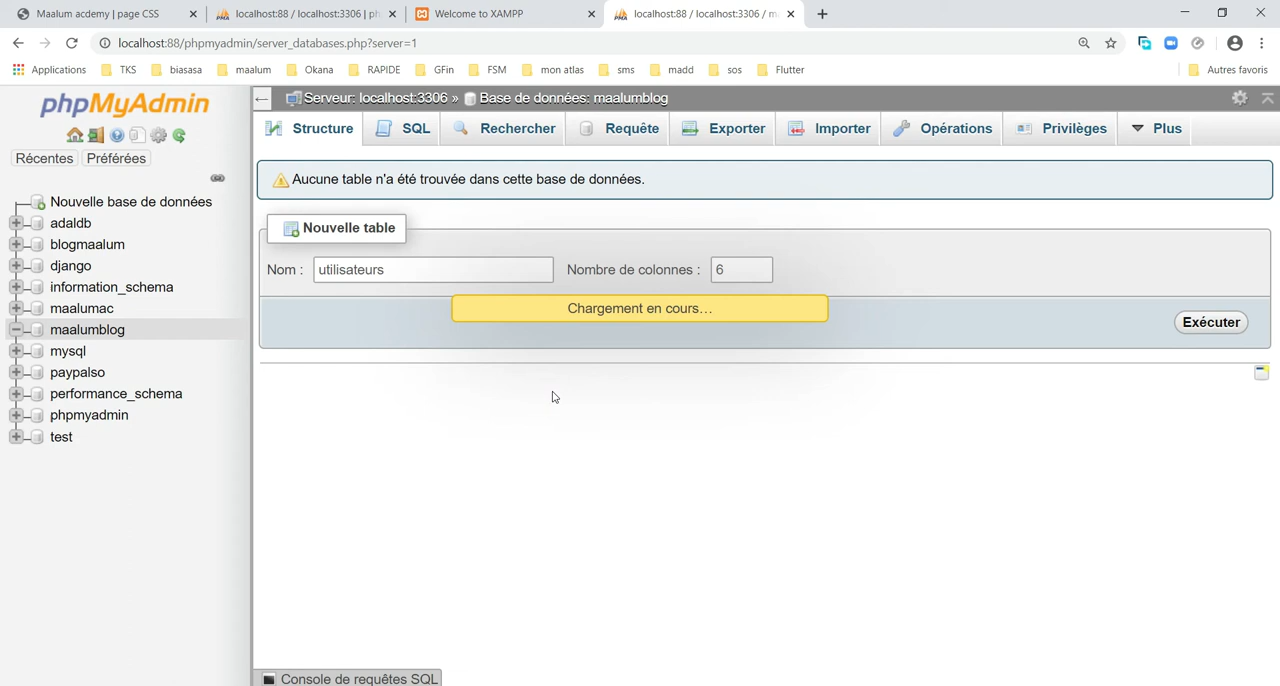 Maalum acdemy | page CSS
localhost:88 / localhost:3306 | ph
Welcome to XAMPP
localhost:88 / localhost:3306 / m
localhost:88/phpmyadmin/server_databases.php?server=1
Applications TKS biasasa maalum Okana RAPIDE GFin FSM mon atlas sms madd sos Flutter Autres favoris
phpMyAdmin
Récentes Préférées
Nouvelle base de données
adaldb
blogmaalum
django
information_schema
maalumac
maalumblog
mysql
paypalso
performance_schema
phpmyadmin
test
Serveur: localhost:3306 » Base de données: maalumblog
Structure SQL Rechercher Requête Exporter Importer Opérations Privilèges Plus
Aucune table n'a été trouvée dans cette base de données.
Nouvelle table
Nom : utilisateurs Nombre de colonnes : 6
Chargement en cours…
Exécuter
Console de requêtes SQL